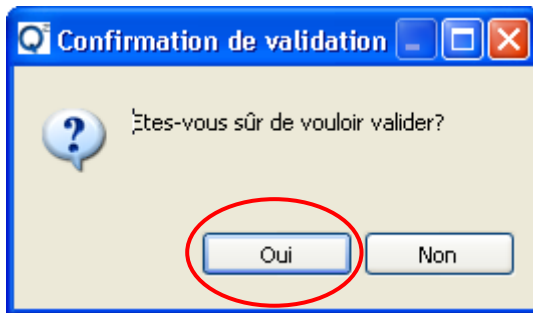 Confirmation de validation
Etes-vous sûr de vouloir valider?
Oui
Non